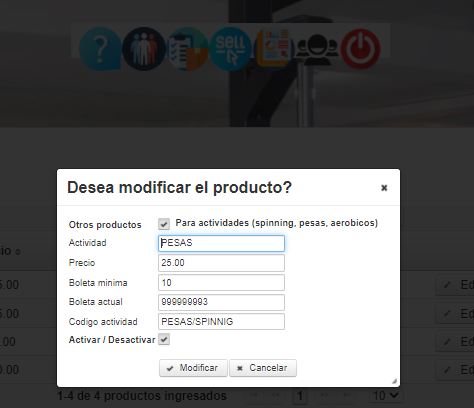 ?
sell
Desea modificar el producto?
Otros productos Para actividades (spinning, pesas, aerobicos)
Actividad PESAS
Precio 25.00
Boleta minima 10
Boleta actual 999999993
Codigo actividad PESAS/SPINNIG
Activar / Desactivar
Modificar Cancelar
io
5.00 Ed
5.00 Ed
.00 Ed
0.00 Ed
1-4 de 4 productos ingresados 1 10